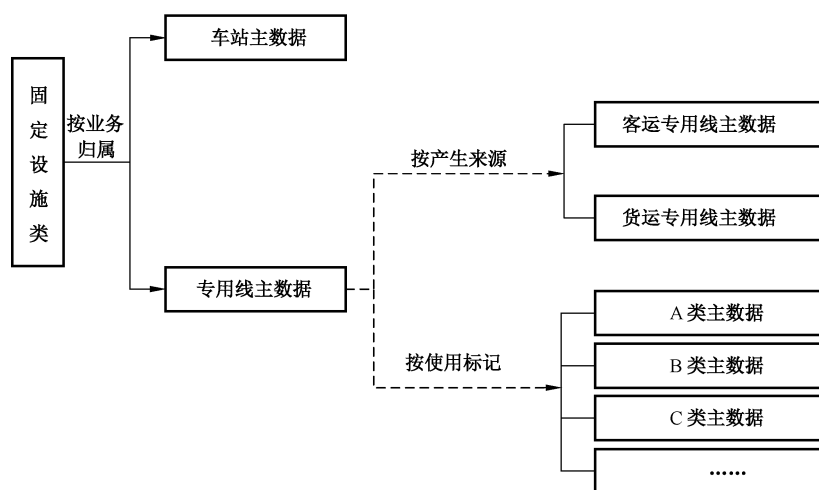 固定设施类
按业务
归属
车站主数据
专用线主数据
按产生来源
客运专用线主数据
货运专用线主数据
按使用标记
A 类主数据
B 类主数据
C 类主数据
……